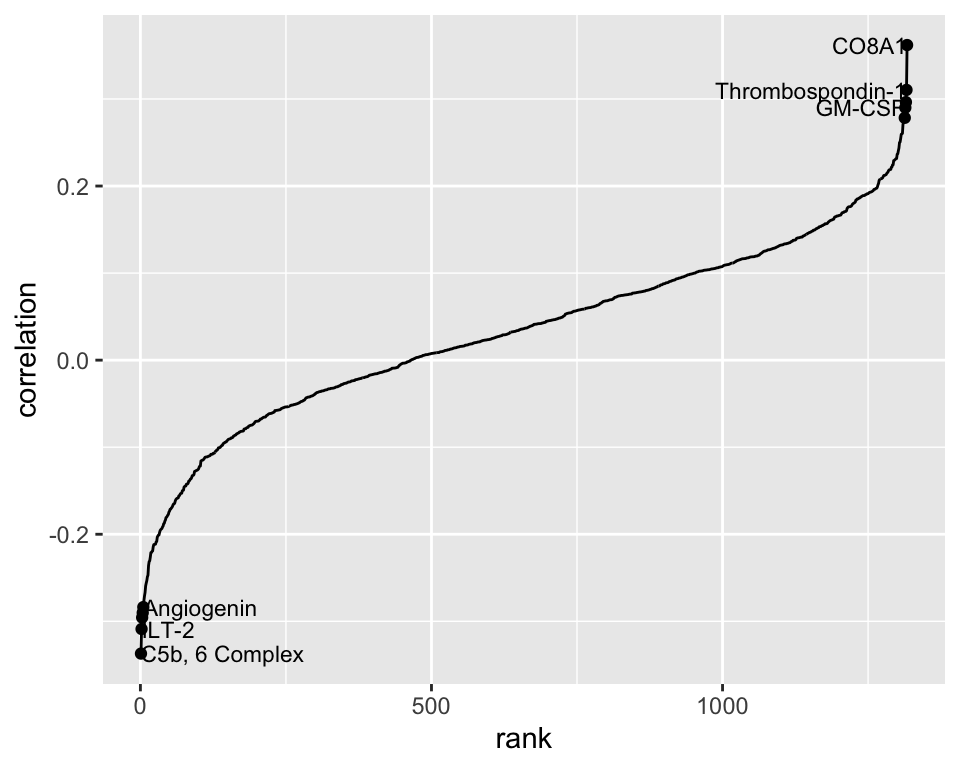 CO8A1
Thrombospondin-1
GM-CSF
0.2
0.0
-0.2
correlation
Angiogenin
ILT-2
C5b, 6 Complex
0
500
1000
rank